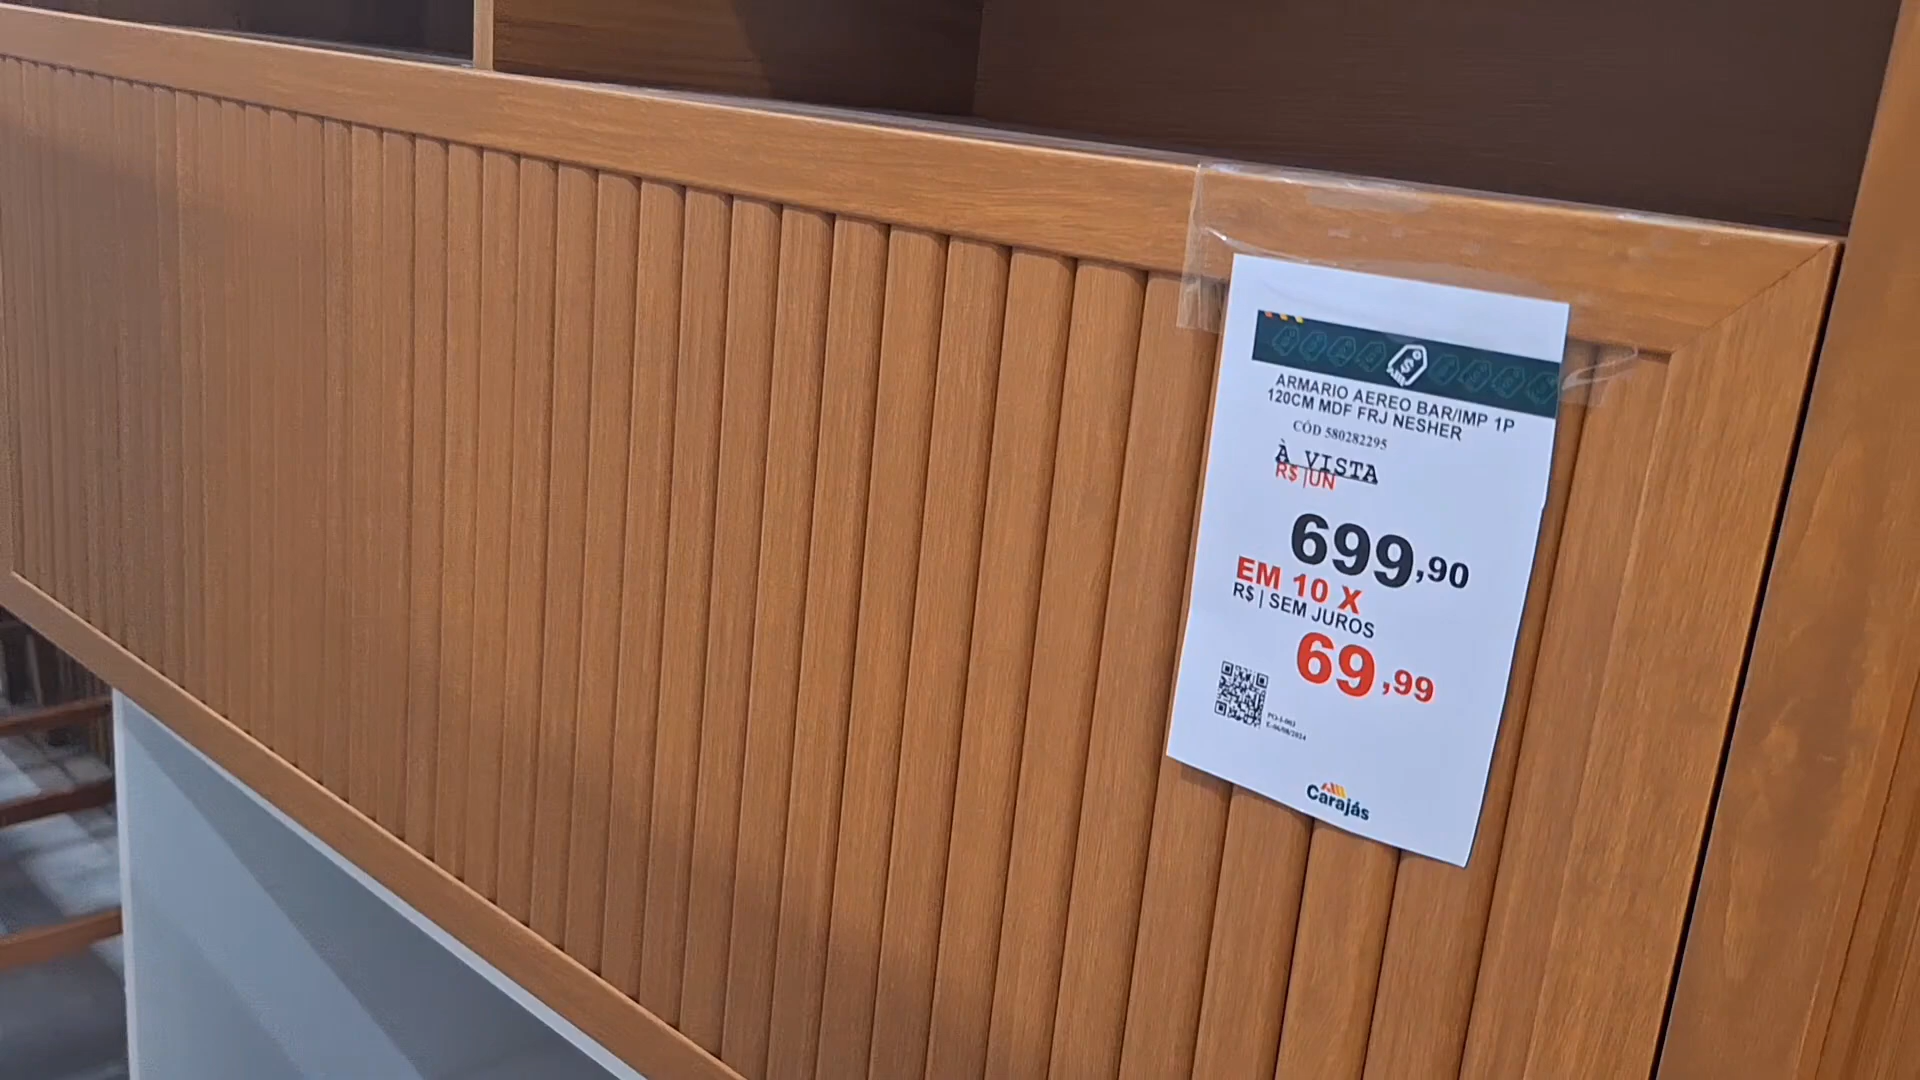 ARMARIO AEREO BAR/IMP 1P
120CM MDF FRJ NESHER
CÓD 580282295
À VISTA
R$ |UN
699,90
EM 10 X
R$ | SEM JUROS
69,99
Carajás